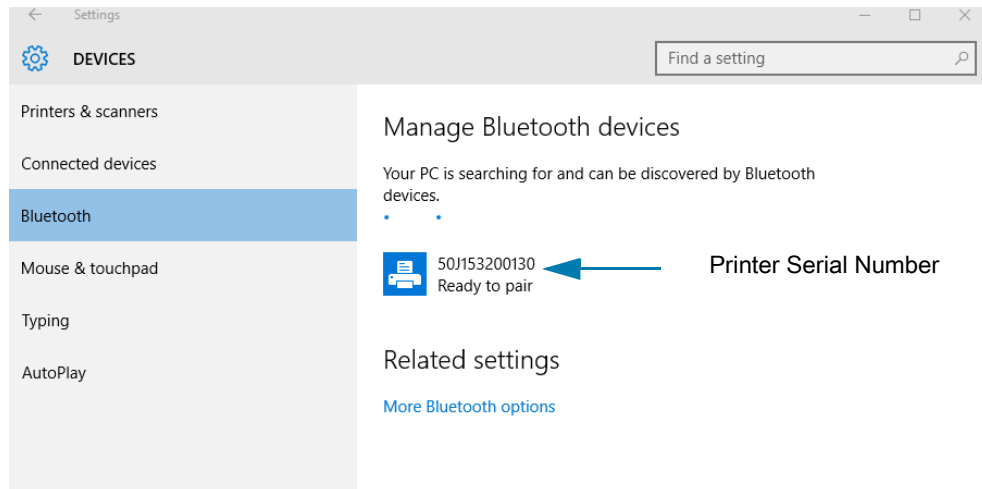 Settings
DEVICES
Find a setting
Printers & scanners
Connected devices
Bluetooth
Mouse & touchpad
Typing
AutoPlay
Manage Bluetooth devices
Your PC is searching for and can be discovered by Bluetooth
devices.
50J153200130
Printer Serial Number
Ready to pair
Related settings
More Bluetooth options